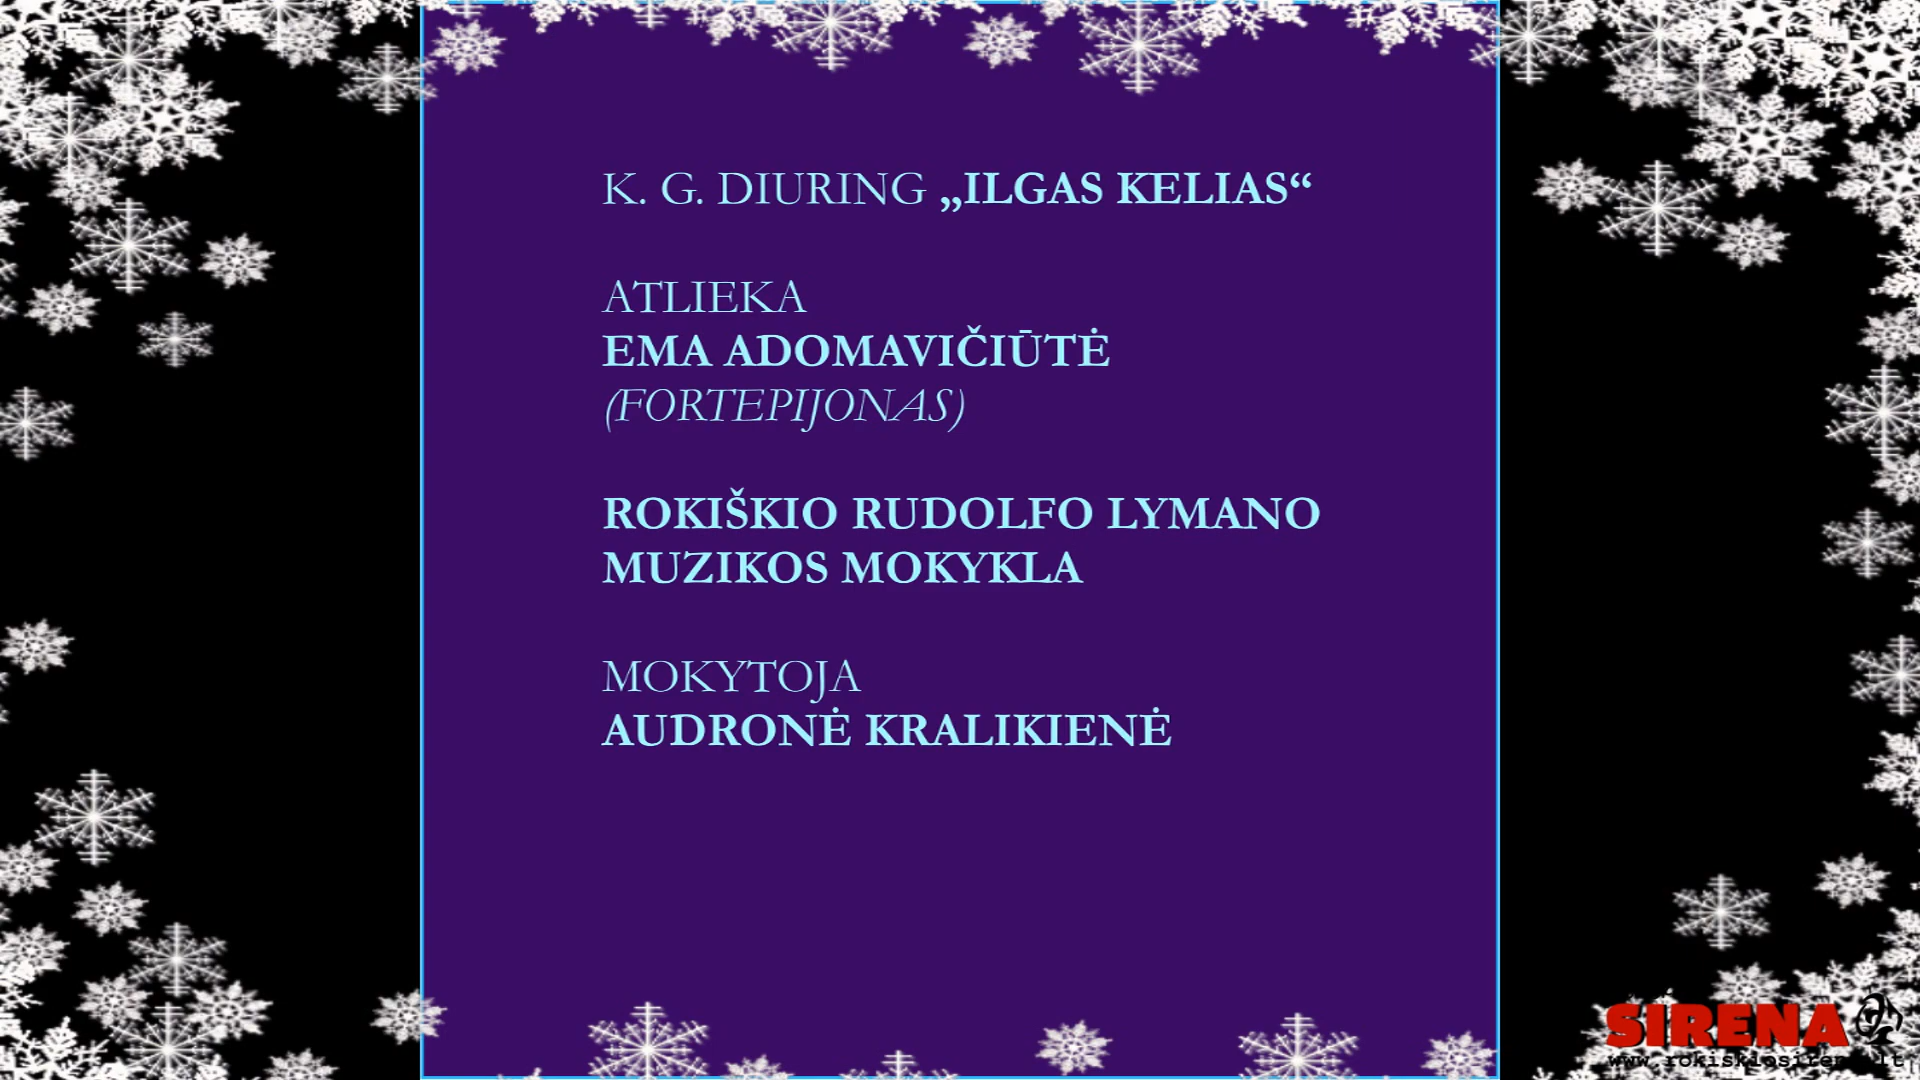 K. G. DIURING „ILGAS KELIAS“
ATLIEKA
EMA ADOMAVIČIŪTĖ
(FORTEPIJONAS)
ROKIŠKIO RUDOLFO LYMANO
MUZIKOS MOKYKLA
MOKYTOJA
AUDRONĖ KRALIKIENĖ
SIRENA